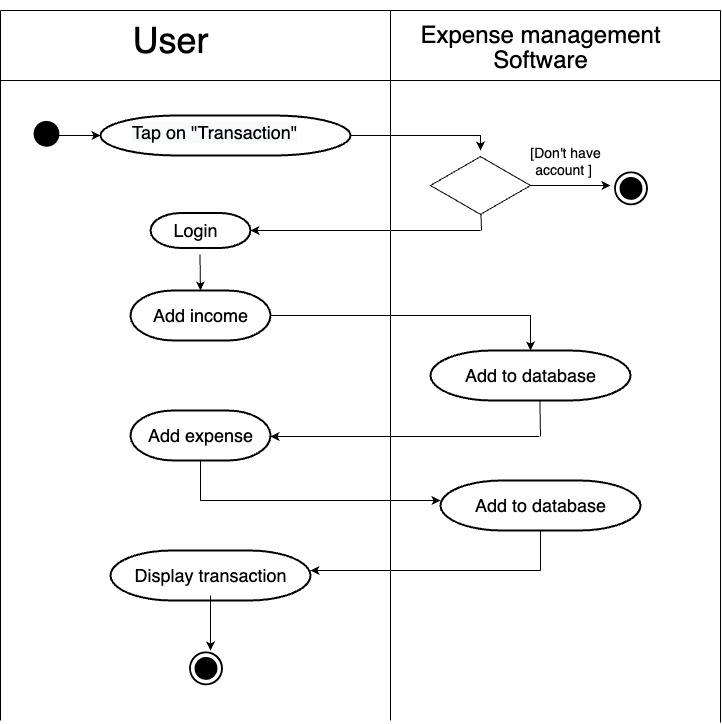 User
Expense management
Software
Tap on "Transaction"
[Don't have
account ]
Login
Add income
Add to database
Add expense
Add to database
Display transaction